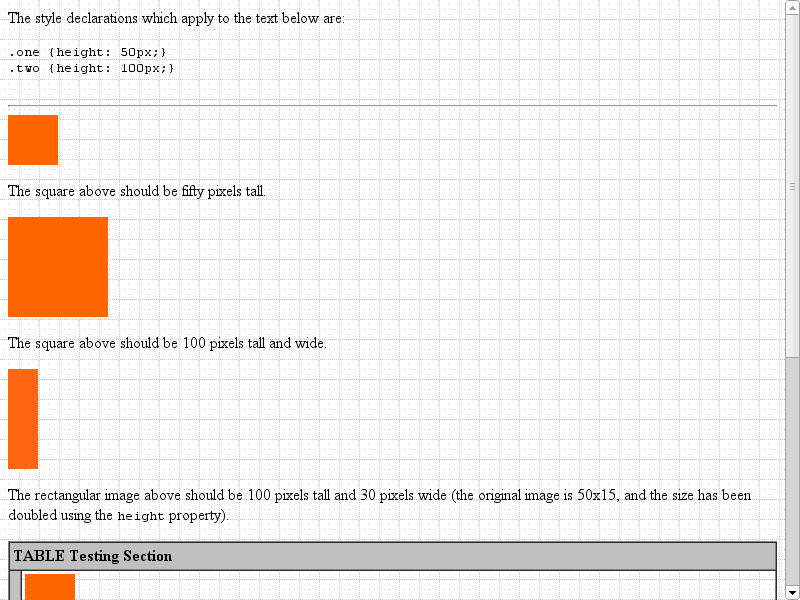 The style declarations which apply to the text below are:
.one {height: 50px;}
.two {height: 100px;}
The square above should be fifty pixels tall.
The square above should be 100 pixels tall and wide.
The rectangular image above should be 100 pixels tall and 30 pixels wide (the original image is 50x15, and the size has been
doubled using the height property).
TABLE Testing Section